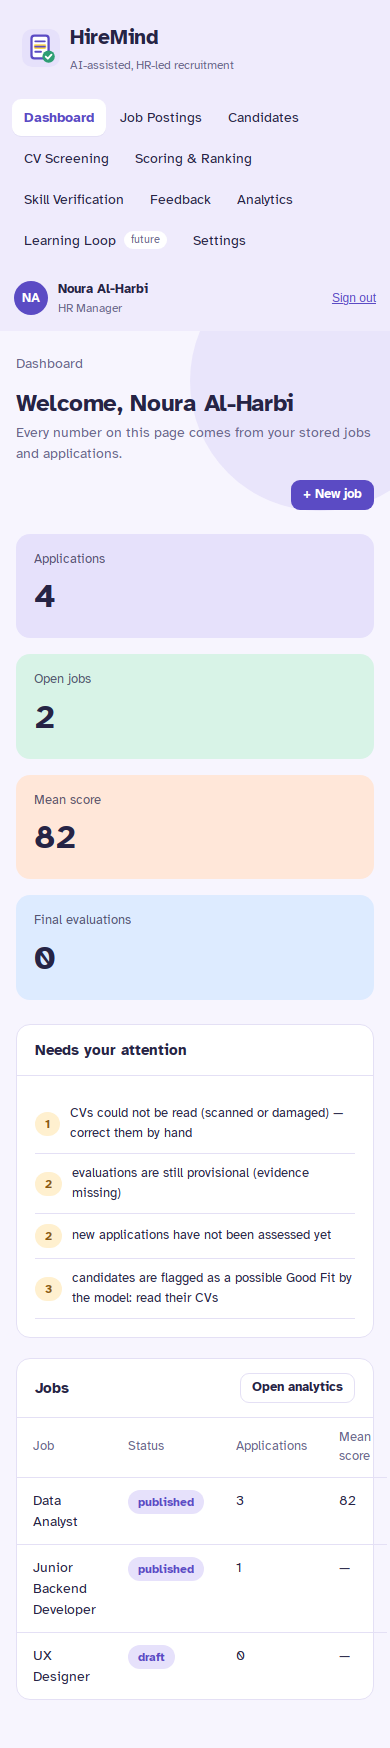 HireMind
AI-assisted, HR-led recruitment
Dashboard Job Postings Candidates
CV Screening Scoring & Ranking
Skill Verification Feedback Analytics
Learning Loop future Settings
NA Noura Al-Harbi
HR Manager
Sign out
Dashboard
Welcome, Noura Al-Harbi
Every number on this page comes from your stored jobs
and applications.
+ New job
Applications
4
Open jobs
2
Mean score
82
Final evaluations
0
Needs your attention
1 CVs could not be read (scanned or damaged) —
correct them by hand
2 evaluations are still provisional (evidence
missing)
2 new applications have not been assessed yet
3 candidates are flagged as a possible Good Fit by
the model: read their CVs
Jobs Open analytics
Job Status Applications Mean
score
Data published 3 82
Analyst
Junior published 1 —
Backend
Developer
UX draft 0 —
Designer